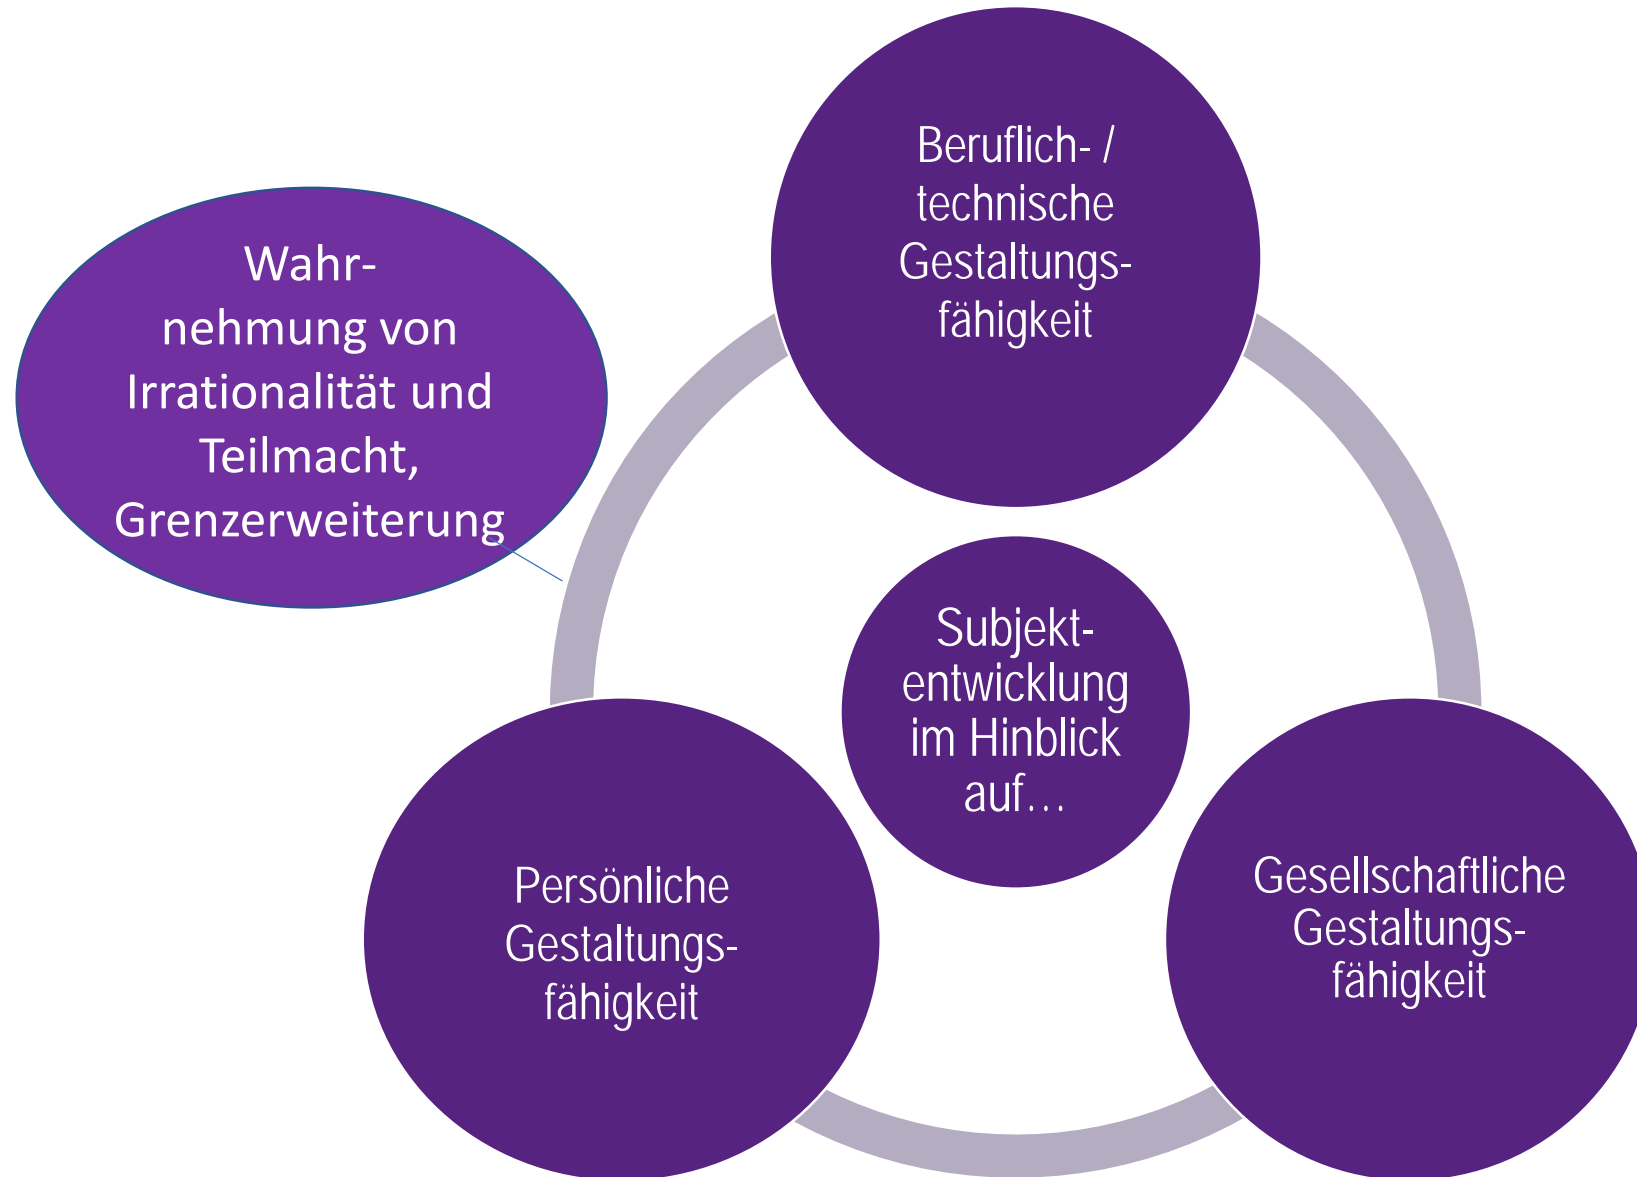 Beruflich- /
technische
Gestaltungs-
fähigkeit
Wahr-
nehmung von
Irrationalität und
Teilmacht,
Grenzerweiterung
Subjekt-
entwicklung
im Hinblick
auf…
Persönliche
Gestaltungs-
fähigkeit
Gesellschaftliche
Gestaltungs-
fähigkeit